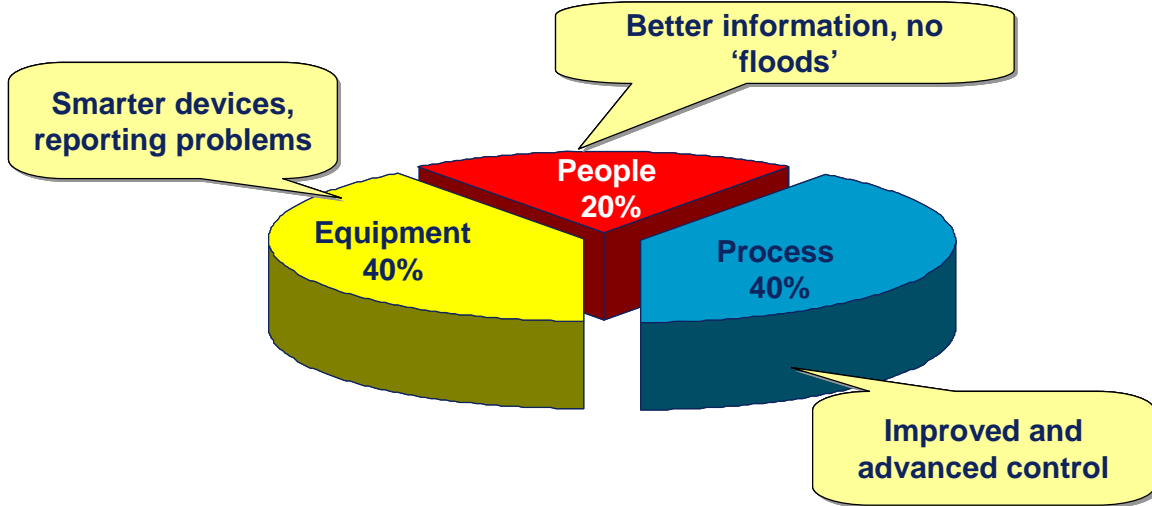 Better information, no
‘floods’
Smarter devices,
reporting problems
People
20%
Equipment
40%
Process
40%
Improved and
advanced control